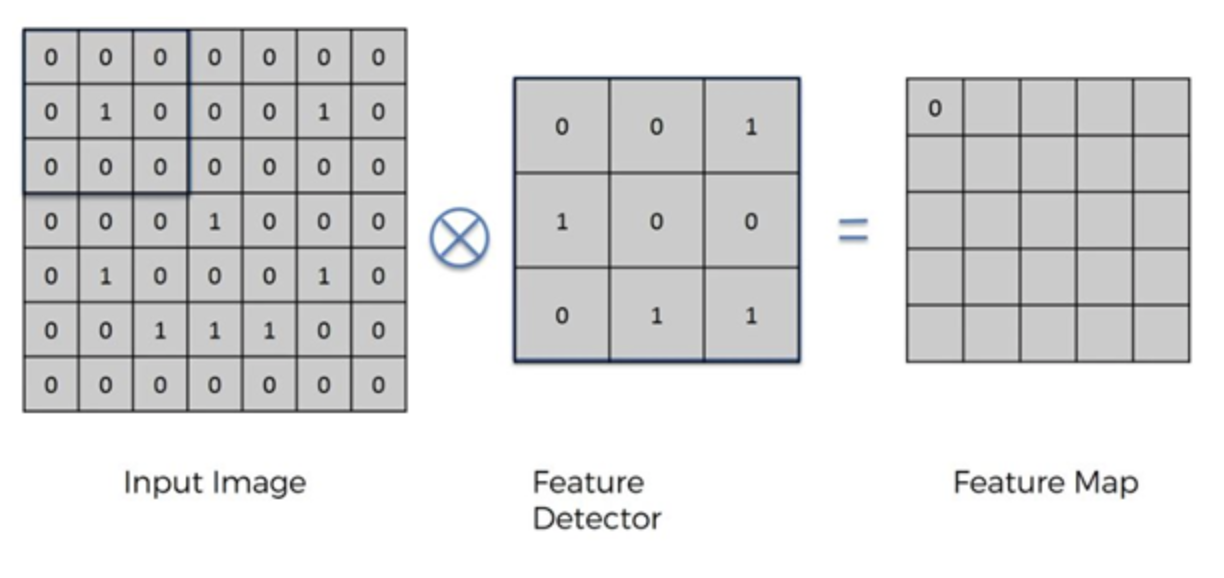 0 0 0 0 0 0 0
0 1 0 0 0 1 0
0 0 0 0 0 0 0
0 0 0 1 0 0 0
0 1 0 0 0 1 0
0 0 1 1 1 0 0
0 0 0 0 0 0 0
Input Image
0 0 1
1 0 0
0 1 1
Feature
Detector
=
0
Feature Map